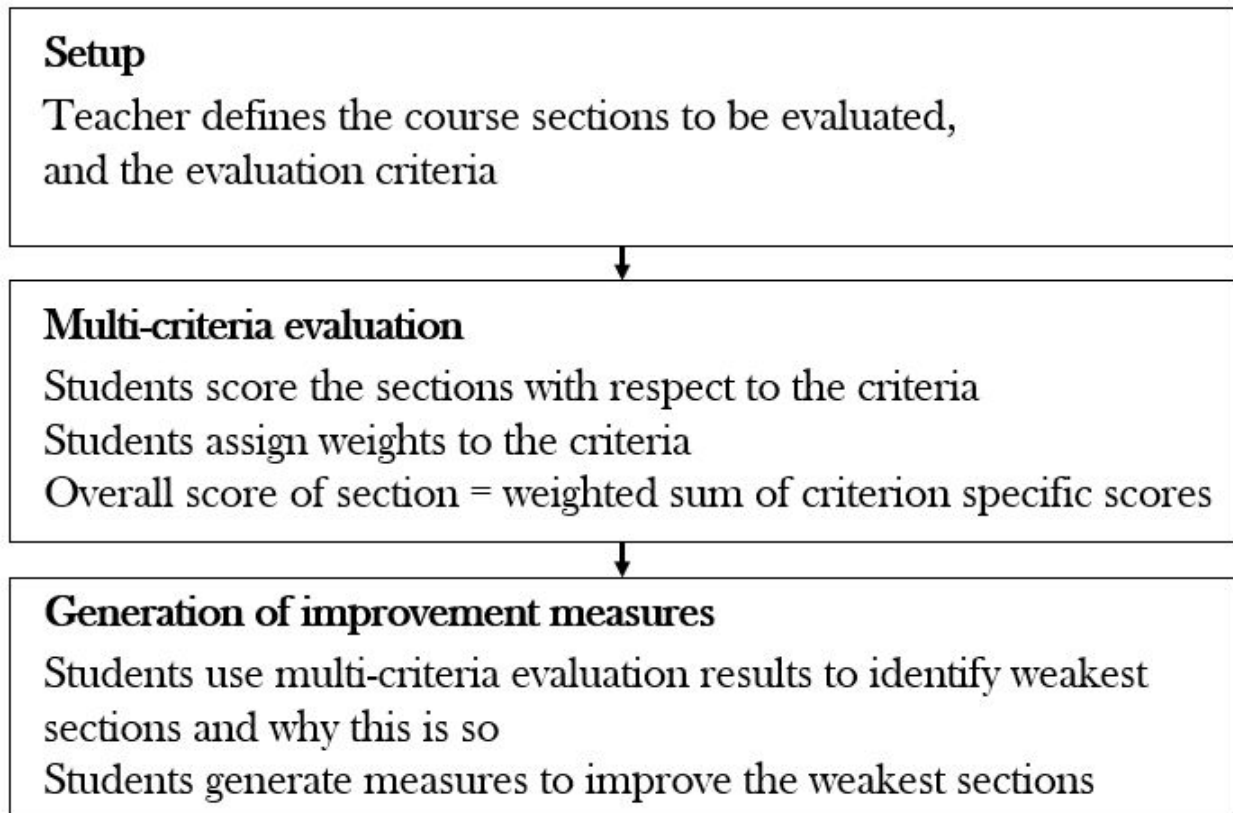 Setup
Teacher defines the course sections to be evaluated,
and the evaluation criteria
Multi-criteria evaluation
Students score the sections with respect to the criteria
Students assign weights to the criteria
Overall score of section = weighted sum of criterion specific scores
Generation of improvement measures
Students use multi-criteria evaluation results to identify weakest
sections and why this is so
Students generate measures to improve the weakest sections